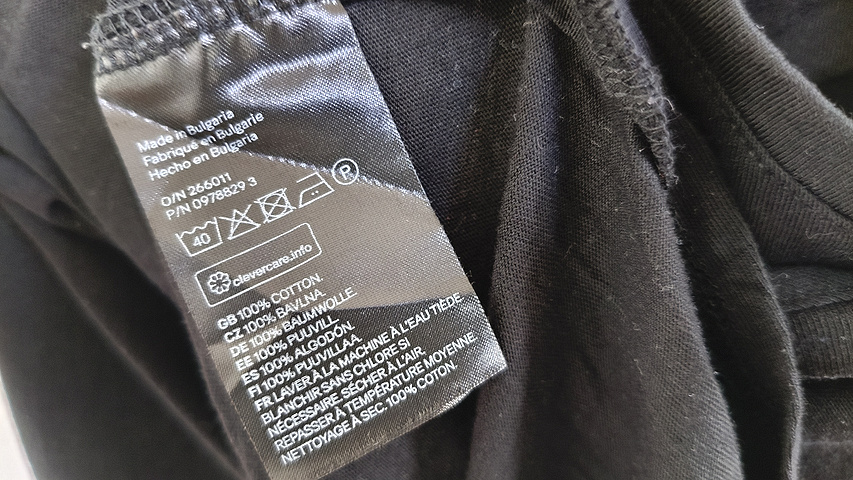 Made in Bulgaria
Fabriqué en Bulgarie
Hecho en Bulgaria
O/N 266011
P/N 0978829 3
40 P
clevercare.info
GB 100% COTTON.
CZ 100% BAVLNA.
DE 100% BAUMWOLLE.
EE 100% PUUVILL.
ES 100% ALGODÓN.
FI 100% PUUVILLAA.
FR LAVER À LA MACHINE À L'EAU TIÈDE.
BLANCHIR SANS CHLORE SI
NÉCESSAIRE. SÉCHER À L'AIR.
REPASSER À TEMPÉRATURE MOYENNE.
NETTOYAGE À SEC. 100% COTON.